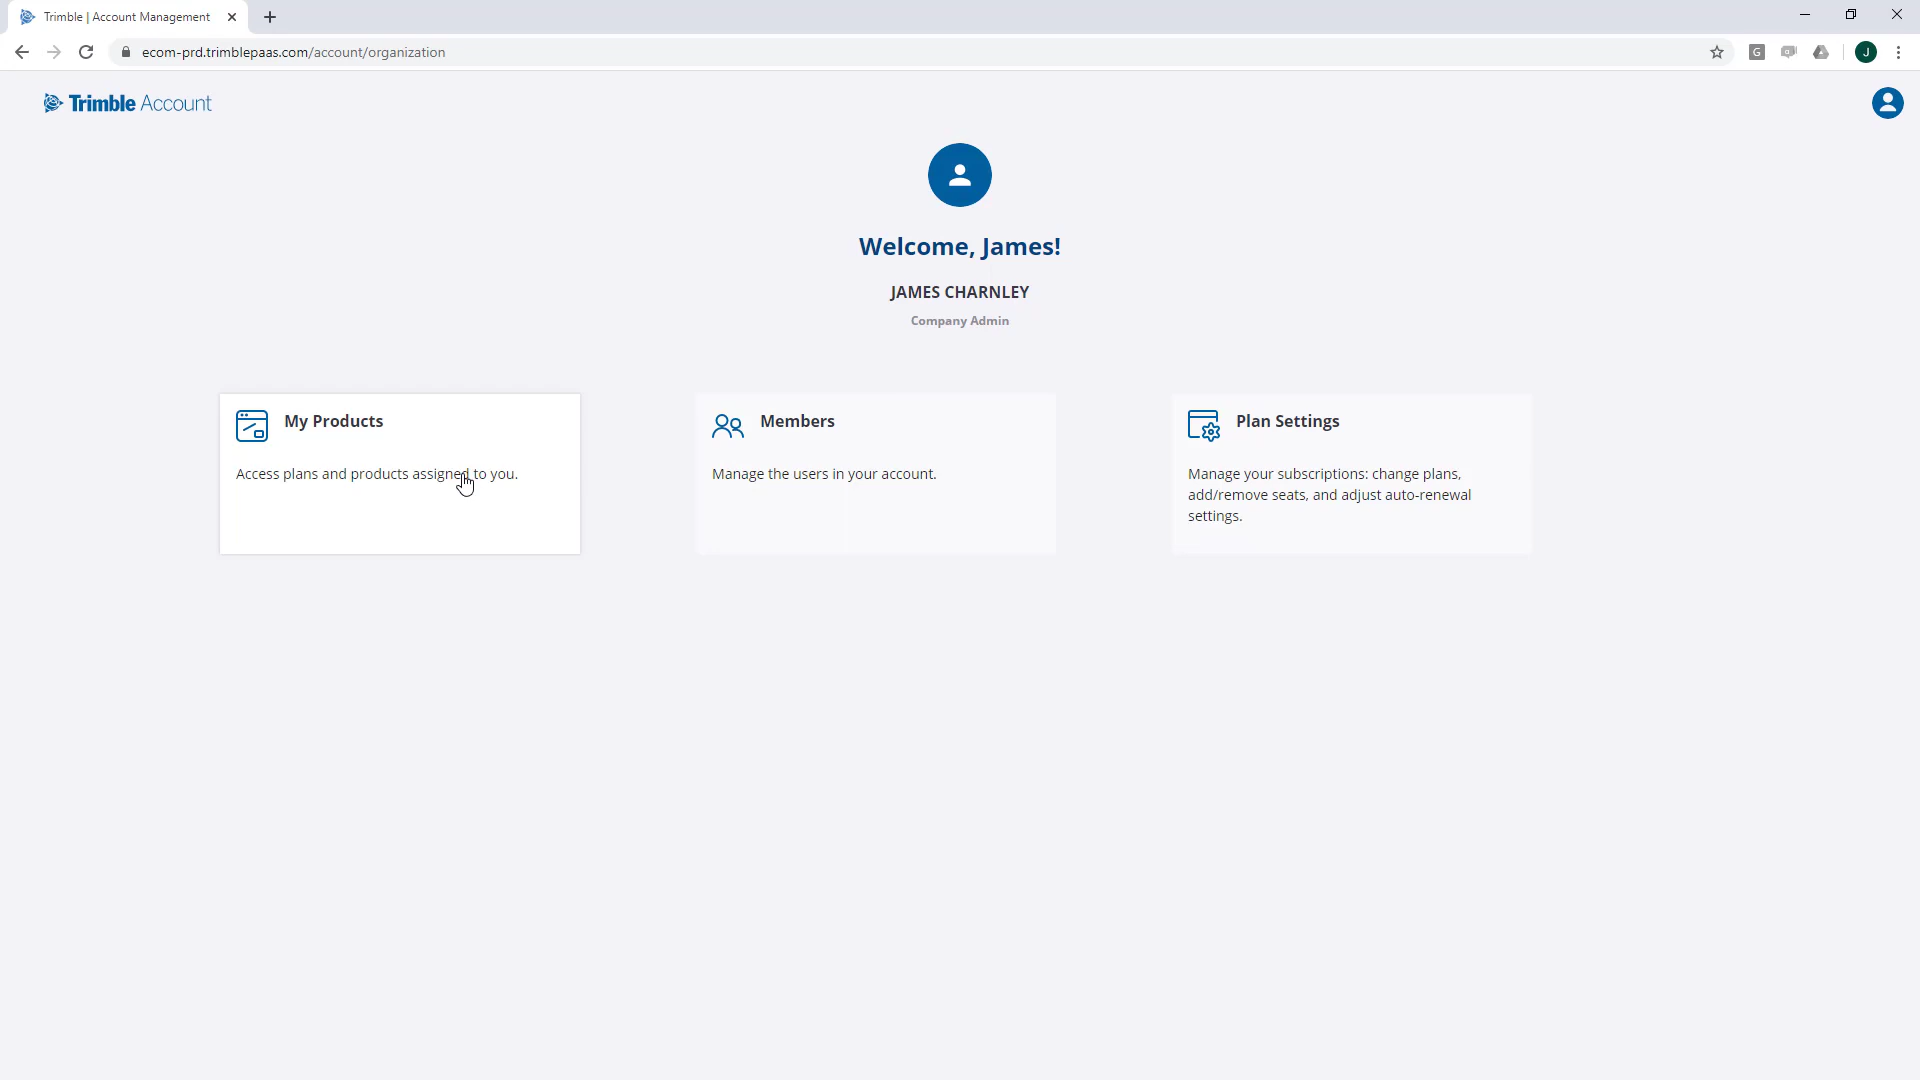 Trimble | Account Management
ecom-prd.trimblepaas.com/account/organization
G
J
Trimble Account
Welcome, James!
JAMES CHARNLEY
Company Admin
My Products
Access plans and products assigned to you.
Members
Manage the users in your account.
Plan Settings
Manage your subscriptions: change plans,
add/remove seats, and adjust auto-renewal
settings.